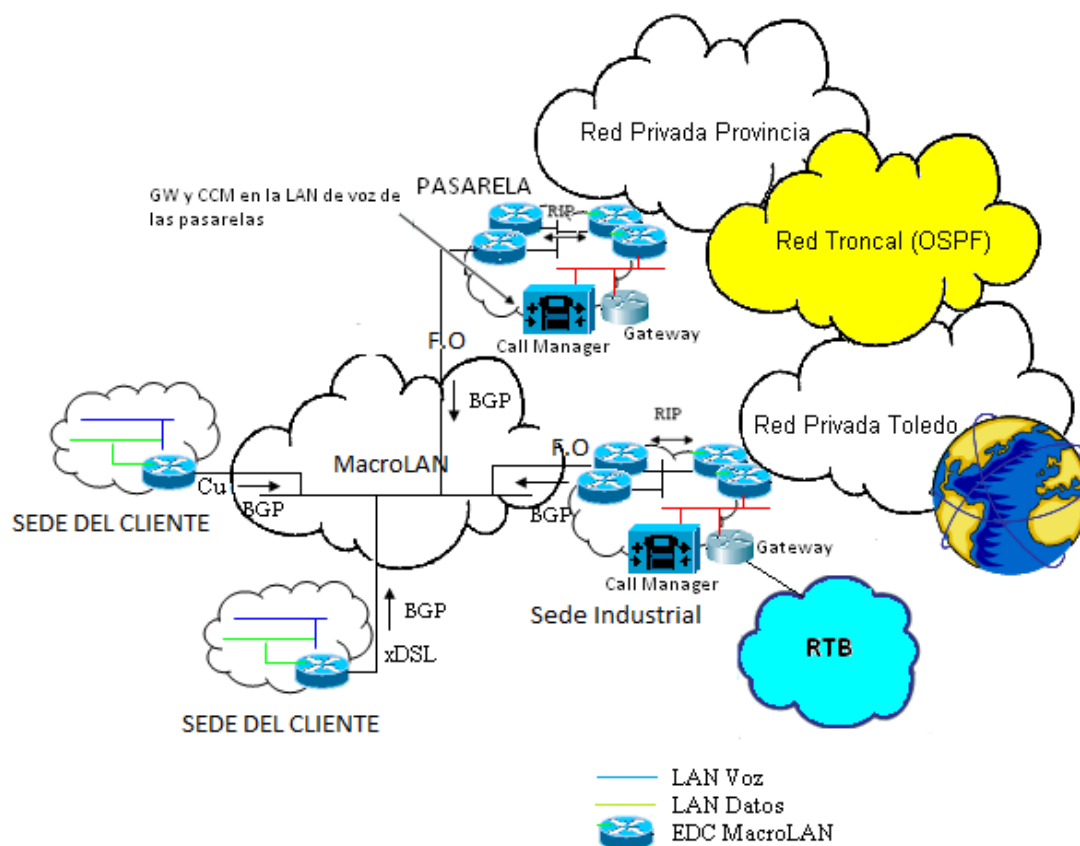 Red Privada Provincia
GW y CCM en la LAN de voz de
las pasarelas
PASARELA
RIP
Red Troncal (OSPF)
Gateway
Call Manager
F.O
BGP
Red Privada Toledo
RIP
MacroLAN
F.O
Cu
BGP
BGP
SEDE DEL CLIENTE
Gateway
Call Manager
Sede Industrial
BGP
xDSL
RTB
SEDE DEL CLIENTE
LAN Voz
LAN Datos
EDC MacroLAN